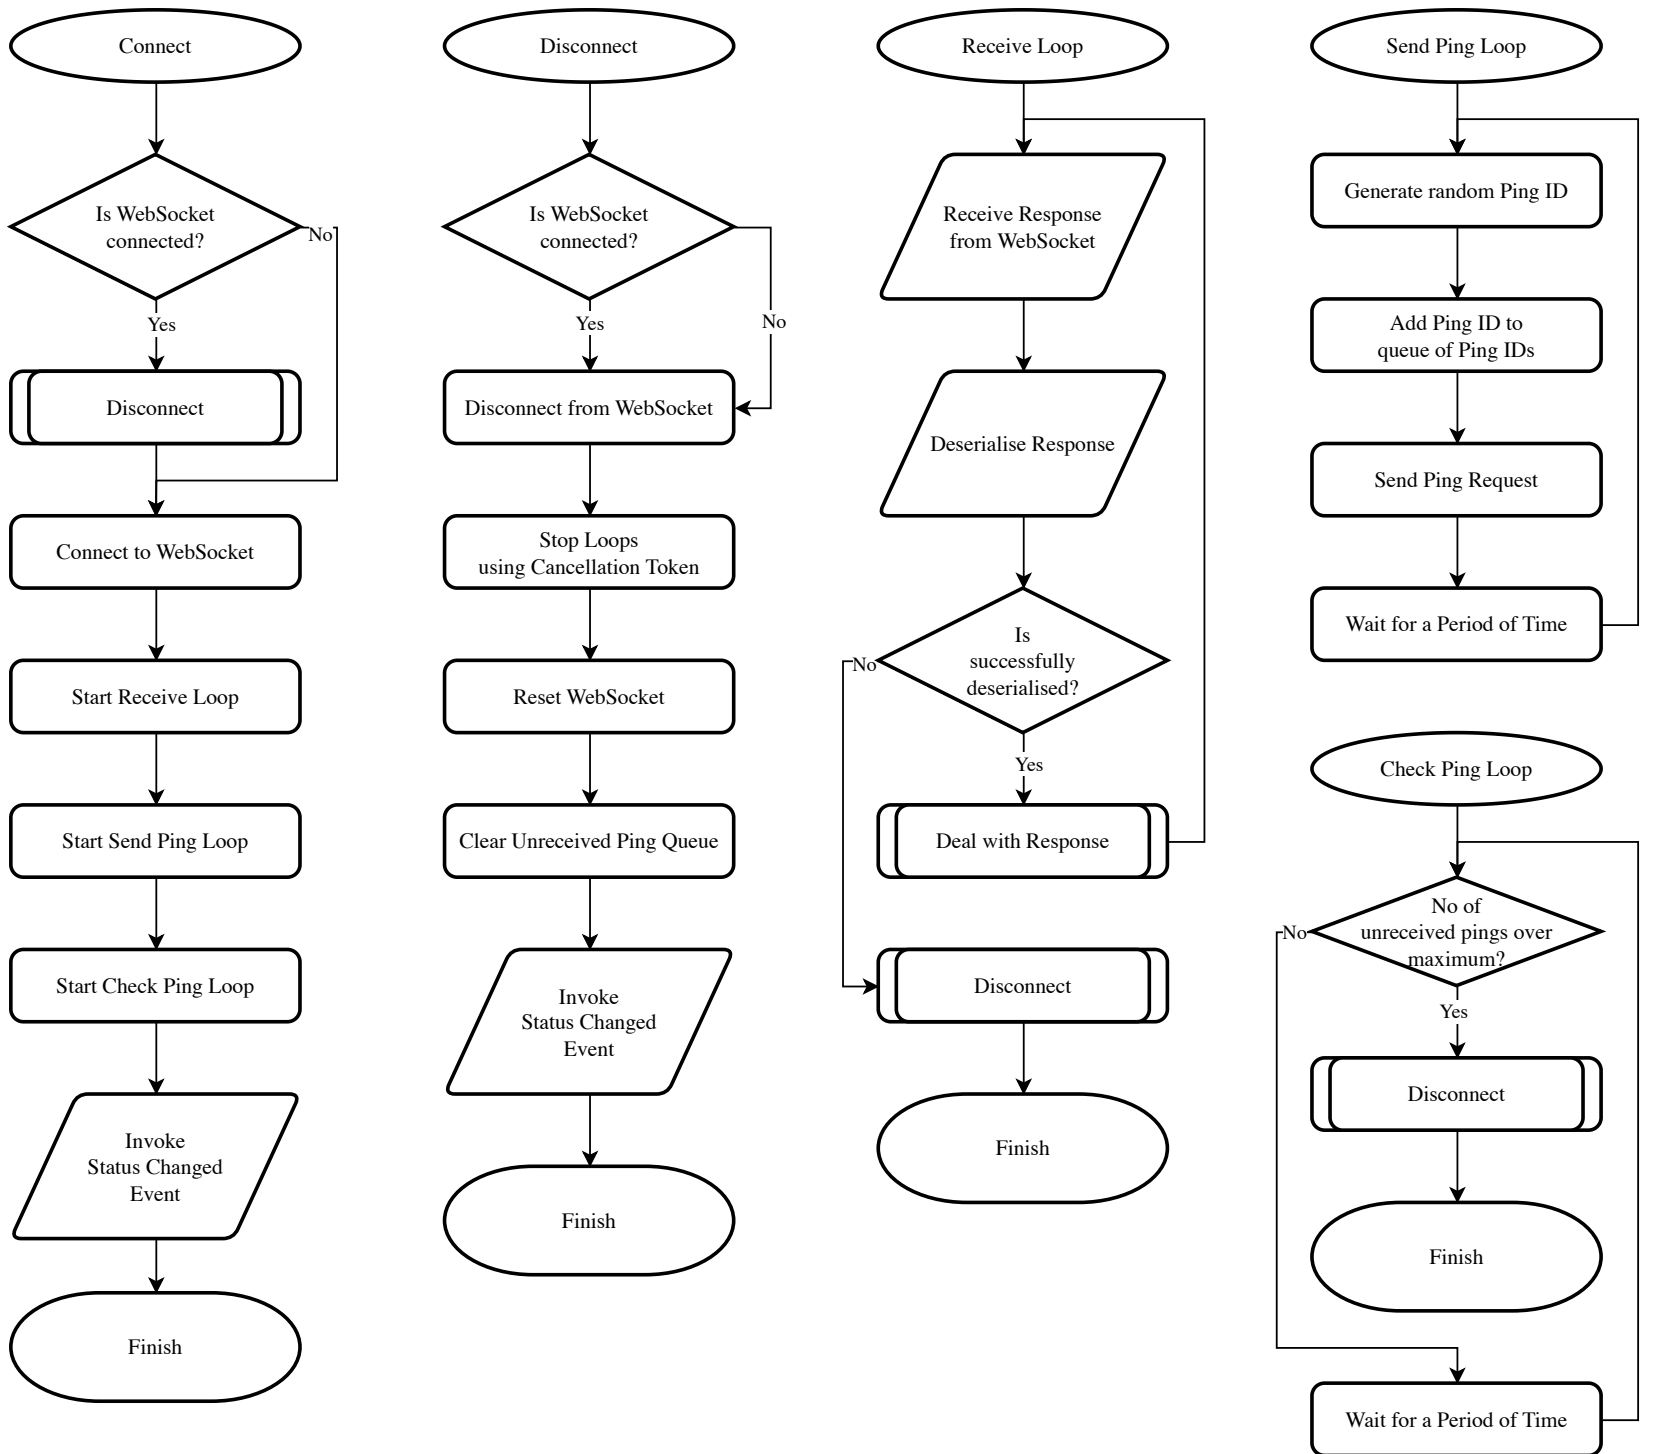 Connect
Is WebSocket
connected?
No
Yes
Disconnect
Connect to WebSocket
Start Receive Loop
Start Send Ping Loop
Start Check Ping Loop
Invoke
Status Changed
Event
Finish
Disconnect
Is WebSocket
connected?
No
Yes
Disconnect from WebSocket
Stop Loops
using Cancellation Token
Reset WebSocket
Clear Unreceived Ping Queue
Invoke
Status Changed
Event
Finish
Receive Loop
Receive Response
from WebSocket
Deserialise Response
Is
successfully
deserialised?
No
Yes
Deal with Response
Disconnect
Finish
Send Ping Loop
Generate random Ping ID
Add Ping ID to
queue of Ping IDs
Send Ping Request
Wait for a Period of Time
Check Ping Loop
No of
unreceived pings over
maximum?
No
Yes
Disconnect
Finish
Wait for a Period of Time